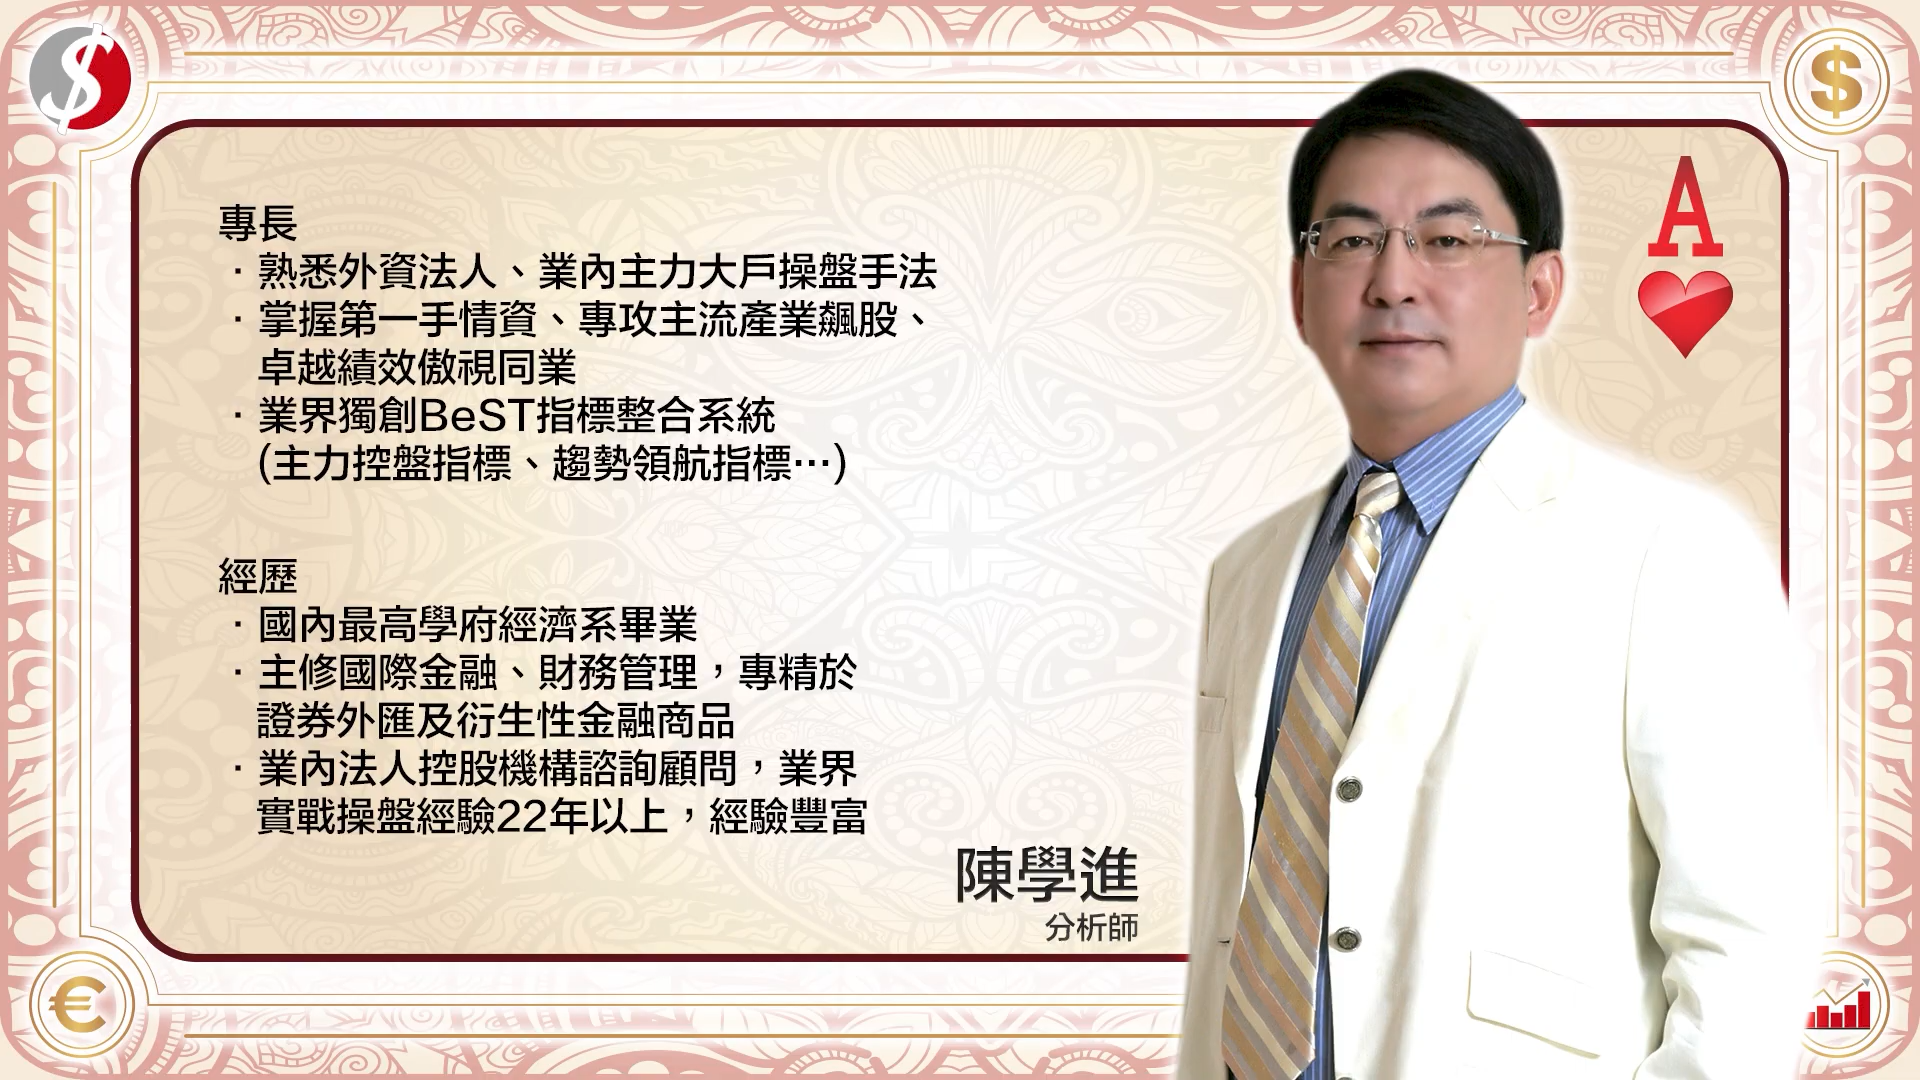 專長
·熟悉外資法人、業內主力大戶操盤手法
·掌握第一手情資、專攻主流產業飆股、
卓越績效傲視同業
·業界獨創BeST指標整合系統
(主力控盤指標、趨勢領航指標⋯)
經歷
·國內最高學府經濟系畢業
·主修國際金融、財務管理，專精於
證券外匯及衍生性金融商品
·業內法人控股機構諮詢顧問，業界
實戰操盤經驗22年以上，經驗豐富
陳學進
分析師
A